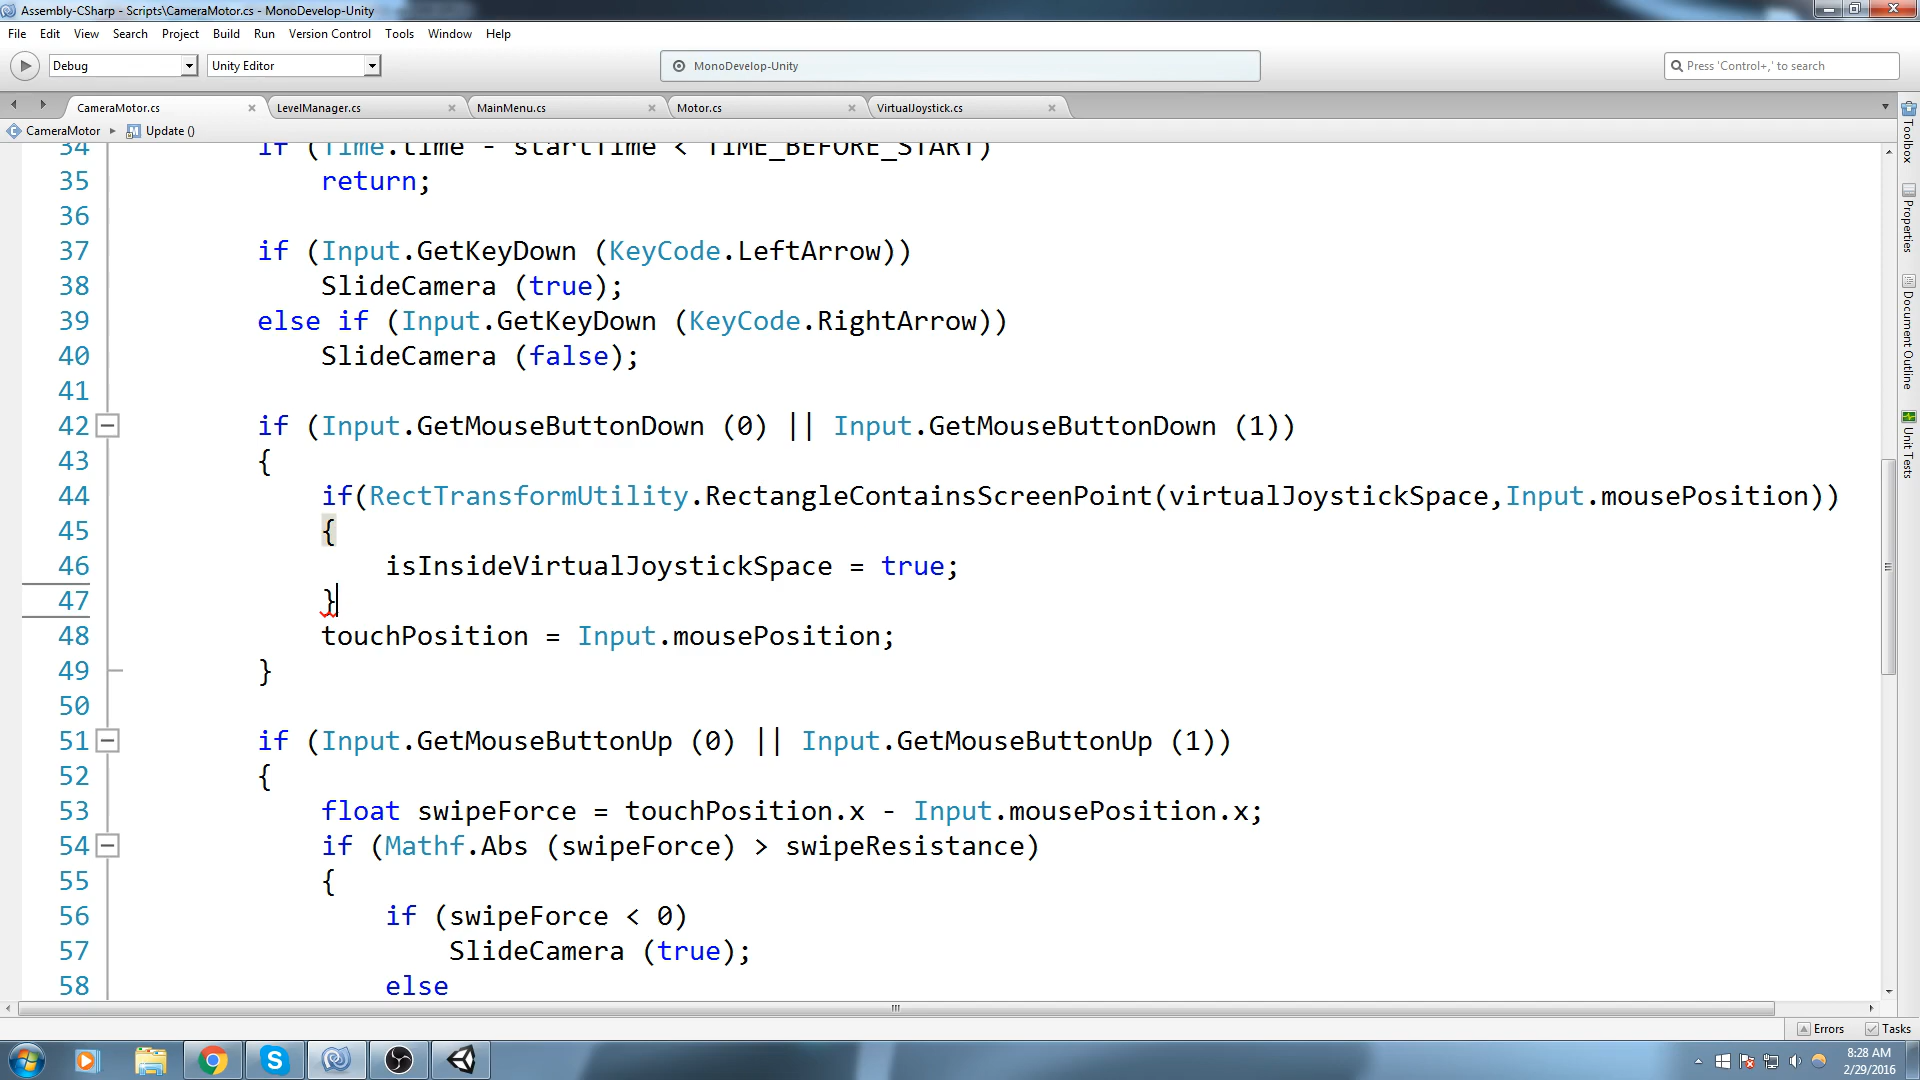 Assembly-CSharp - Scripts\CameraMotor.cs - MonoDevelop-Unity
File Edit View Search Project Build Run Version Control Tools Window Help
Debug Unity Editor MonoDevelop-Unity Press 'Control+,' to search
CameraMotor.cs LevelManager.cs MainMenu.cs Motor.cs VirtualJoystick.cs
CameraMotor Update ()
34 if (Time.time - startTime < TIME_BEFORE_START)
35 return;
36
37 if (Input.GetKeyDown (KeyCode.LeftArrow))
38 SlideCamera (true);
39 else if (Input.GetKeyDown (KeyCode.RightArrow))
40 SlideCamera (false);
41
42 if (Input.GetMouseButtonDown (0) || Input.GetMouseButtonDown (1))
43 {
44 if(RectTransformUtility.RectangleContainsScreenPoint(virtualJoystickSpace,Input.mousePosition))
45 {
46 isInsideVirtualJoystickSpace = true;
47 }
48 touchPosition = Input.mousePosition;
49 }
50
51 if (Input.GetMouseButtonUp (0) || Input.GetMouseButtonUp (1))
52 {
53 float swipeForce = touchPosition.x - Input.mousePosition.x;
54 if (Mathf.Abs (swipeForce) > swipeResistance)
55 {
56 if (swipeForce < 0)
57 SlideCamera (true);
58 else
Toolbox
Properties
Document Outline
Unit Tests
Errors Tasks
8:28 AM
2/29/2016